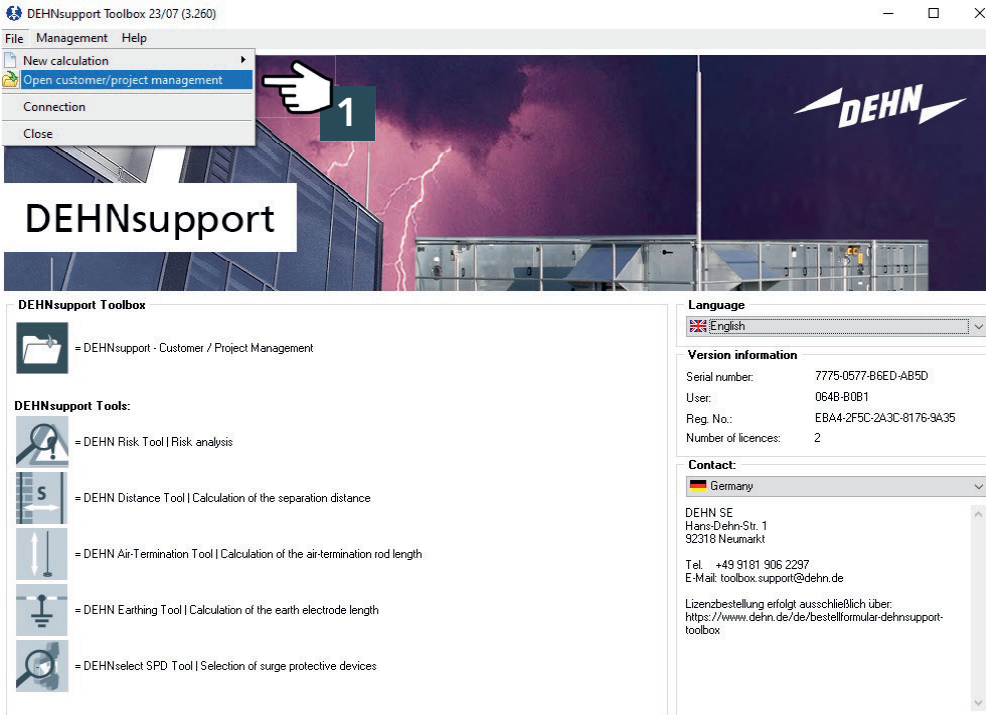 DEHNsupport Toolbox 23/07 (3.260)
File Management Help
New calculation
Open customer/project management
Connection
Close
1
DEHN
DEHNsupport
DEHNsupport Toolbox
= DEHNsupport - Customer / Project Management
DEHNsupport Tools:
= DEHN Risk Tool | Risk analysis
S
= DEHN Distance Tool | Calculation of the separation distance
= DEHN Air-Termination Tool | Calculation of the air-termination rod length
= DEHN Earthing Tool | Calculation of the earth electrode length
= DEHNselect SPD Tool | Selection of surge protective devices
Language
English
Version information
Serial number: 7775-0577-B6ED-AB5D
User: 064B-B0B1
Reg. No.: EBA4-2F5C-2A3C-8176-9A35
Number of licences: 2
Contact:
Germany
DEHN SE
Hans-Dehn-Str. 1
92318 Neumarkt
Tel. +49 9181 906 2297
E-Mail: toolbox.support@dehn.de
Lizenzbestellung erfolgt ausschließlich über:
https://www.dehn.de/de/bestellformular-dehnsupport-
toolbox